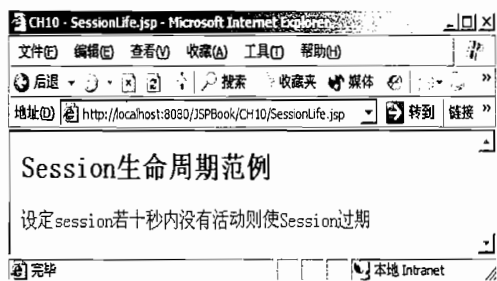 CH10 - SessionLife.jsp - Microsoft Internet Explorer
文件(F) 编辑(E) 查看(V) 收藏(A) 工具(T) 帮助(H)
后退 搜索 收藏夹 媒体
地址(D) http://localhost:8080/JSPBook/CH10/SessionLife.jsp 转到 链接 »
Session生命周期范例
设定session若十秒内没有活动则使Session过期
完毕 本地 Intranet